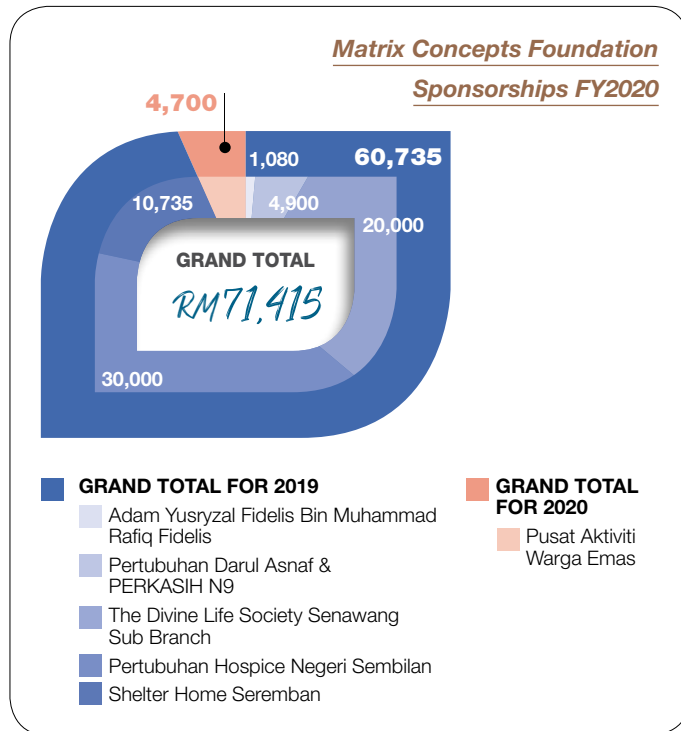 Matrix Concepts Foundation
Sponsorships FY2020
4,700
1,080
60,735
10,735
4,900
20,000
GRAND TOTAL
RM71,415
30,000
GRAND TOTAL FOR 2019
Adam Yusryzal Fidelis Bin Muhammad
Rafiq Fidelis
Pertubuhan Darul Asnaf &
PERKASIH N9
The Divine Life Society Senawang
Sub Branch
Pertubuhan Hospice Negeri Sembilan
Shelter Home Seremban
GRAND TOTAL
FOR 2020
Pusat Aktiviti
Warga Emas